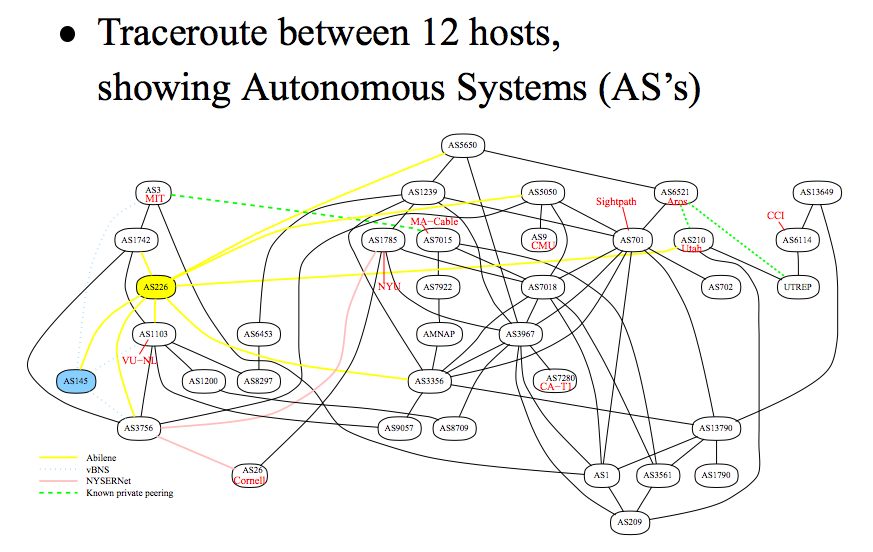 ● Traceroute between 12 hosts,
showing Autonomous Systems (AS’s)
AS5650
AS3
MIT
AS1239
AS5050
AS6521
Aros
AS13649
Sightpath
CCI
MA−Cable
AS1742
AS1785
AS7015
AS9
CMU
AS701
AS210
Utah
AS6114
NYU
AS226
AS7922
AS7018
AS702
UTREP
AS1103
VU−NL
AS6453
AMNAP
AS3967
AS145
AS1200
AS8297
AS3356
AS7280
CA−T1
AS3756
AS9057
AS8709
AS13790
AS26
Cornell
AS1
AS3561
AS1790
AS209
Abilene
vBNS
NYSERNet
Known private peering